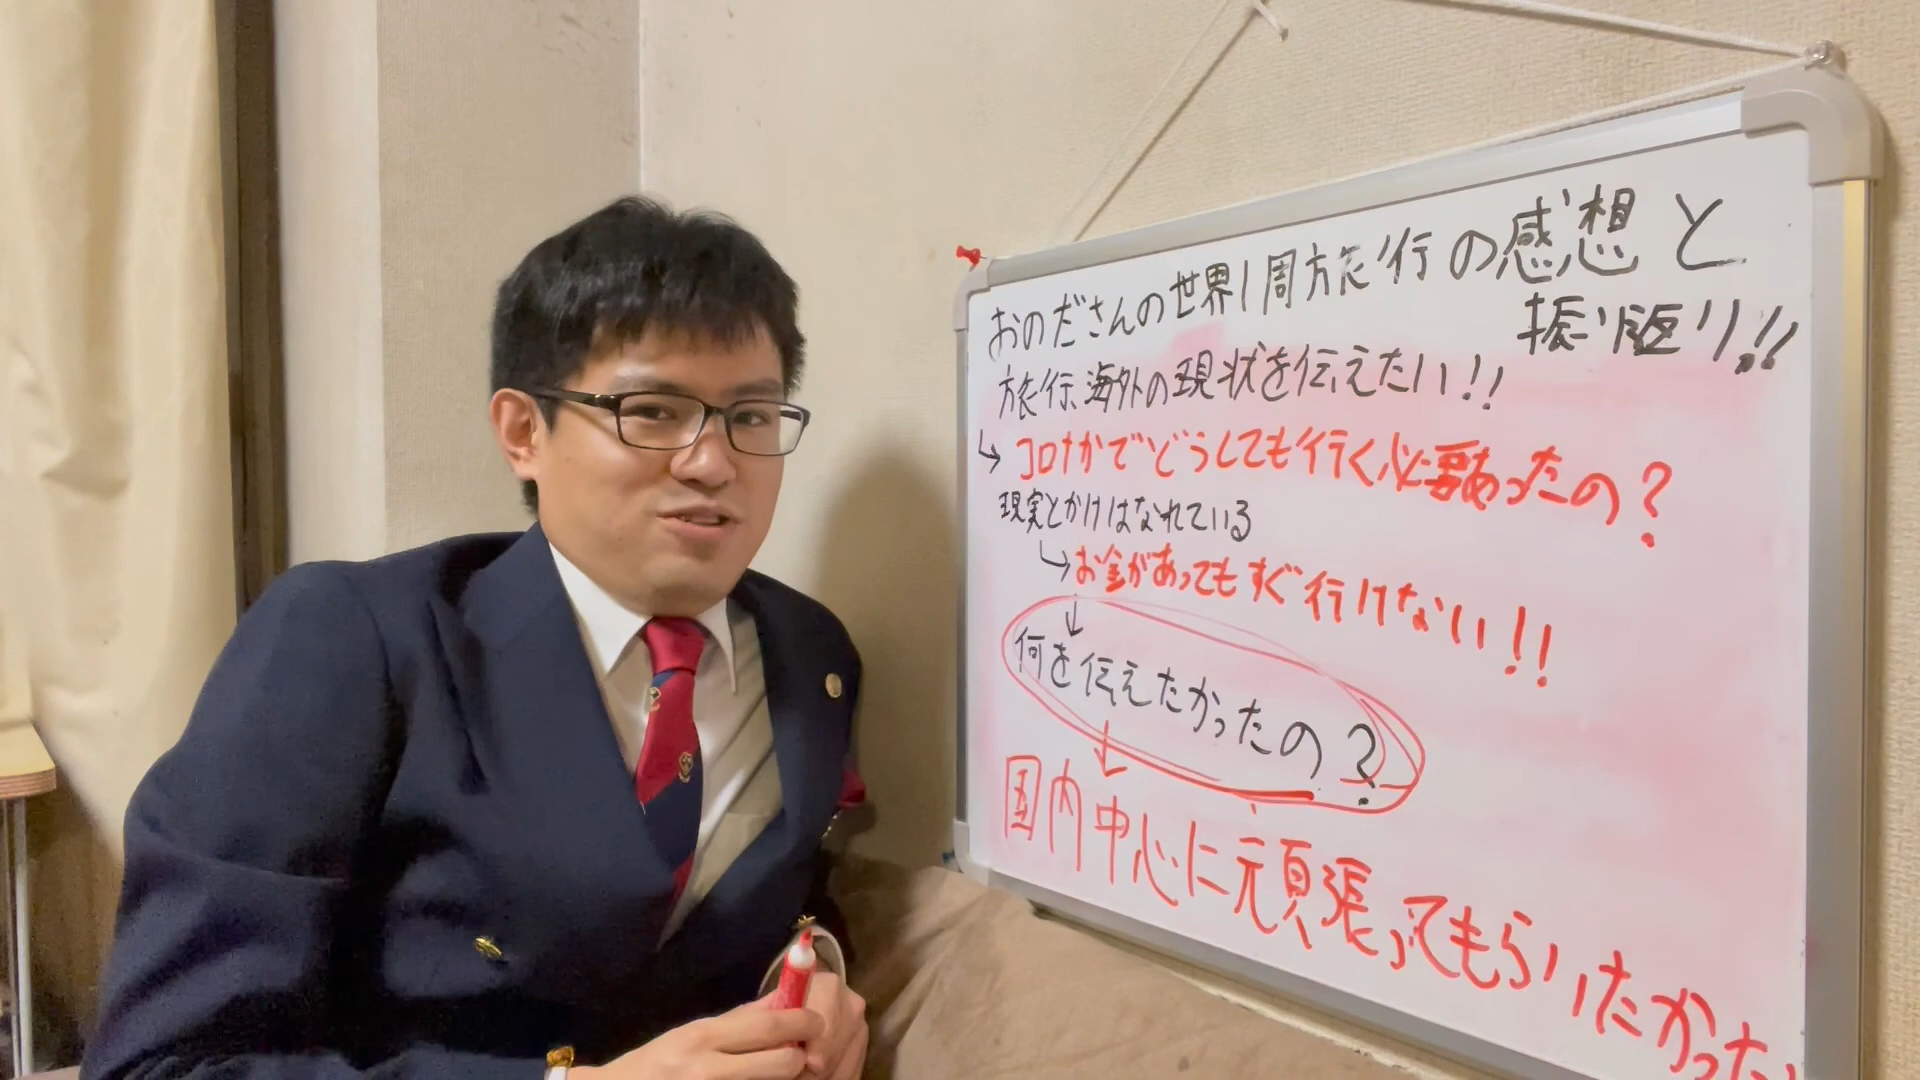 おのださんの世界1周旅行の感想と
振り返り!!
旅行、海外の現状を伝えたい!!
↳コロナかでどうしても行く必要あったの?
現実とかけはなれている
↳お金があってもすぐ行けない!!
↓
何を伝えたかったの?
↓
国内中心に頑張ってもらいたかった